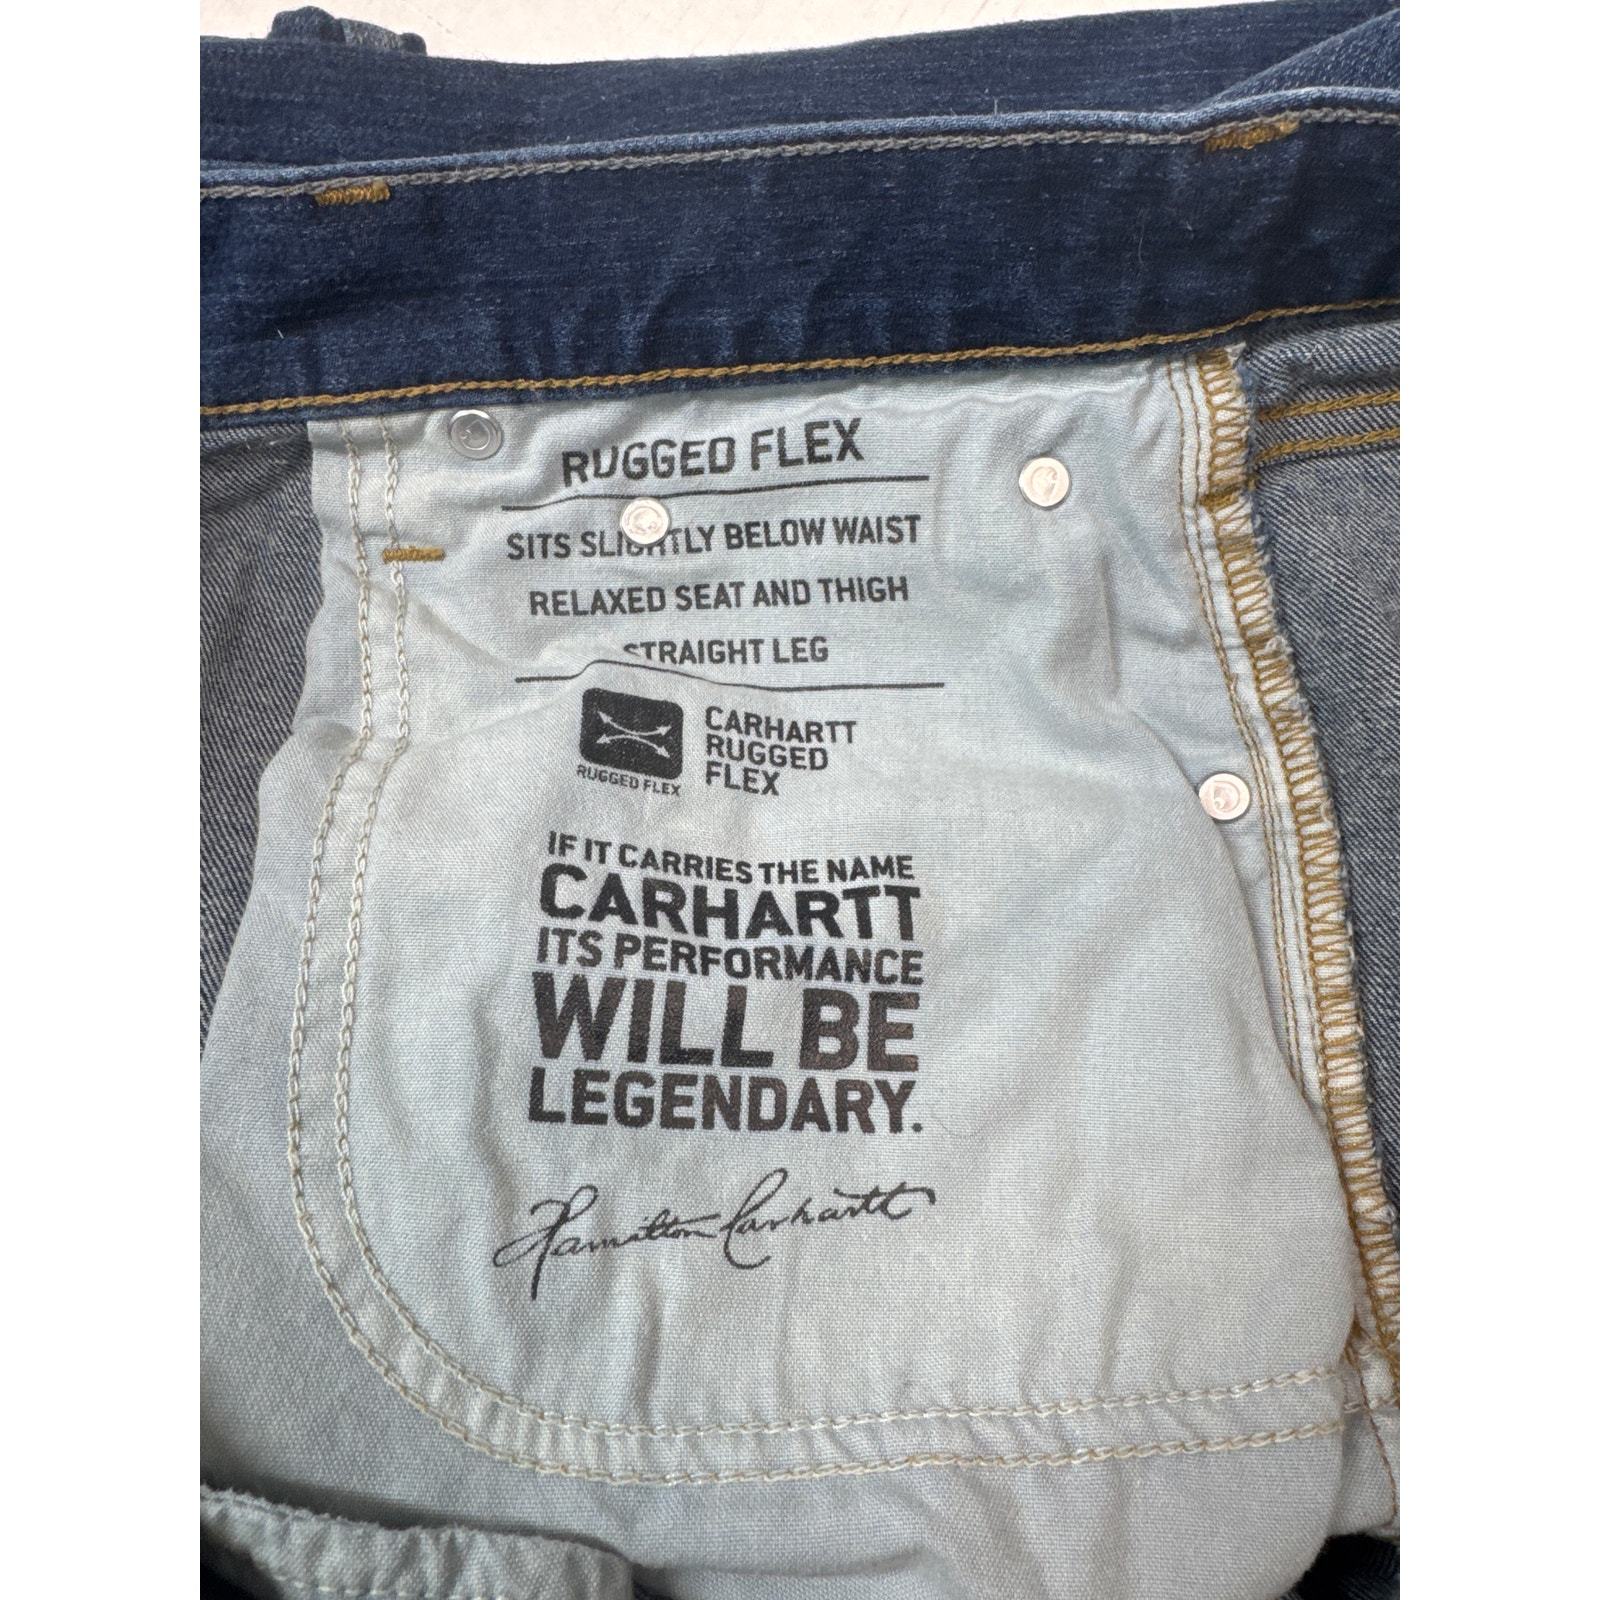 RUGGED FLEX
SITS SLIGHTLY BELOW WAIST
RELAXED SEAT AND THIGH
STRAIGHT LEG
RUGGED FLEX
CARHARTT
RUGGED
FLEX
IF IT CARRIES THE NAME
CARHARTT
ITS PERFORMANCE
WILL BE
LEGENDARY.
Hamilton Carhartt